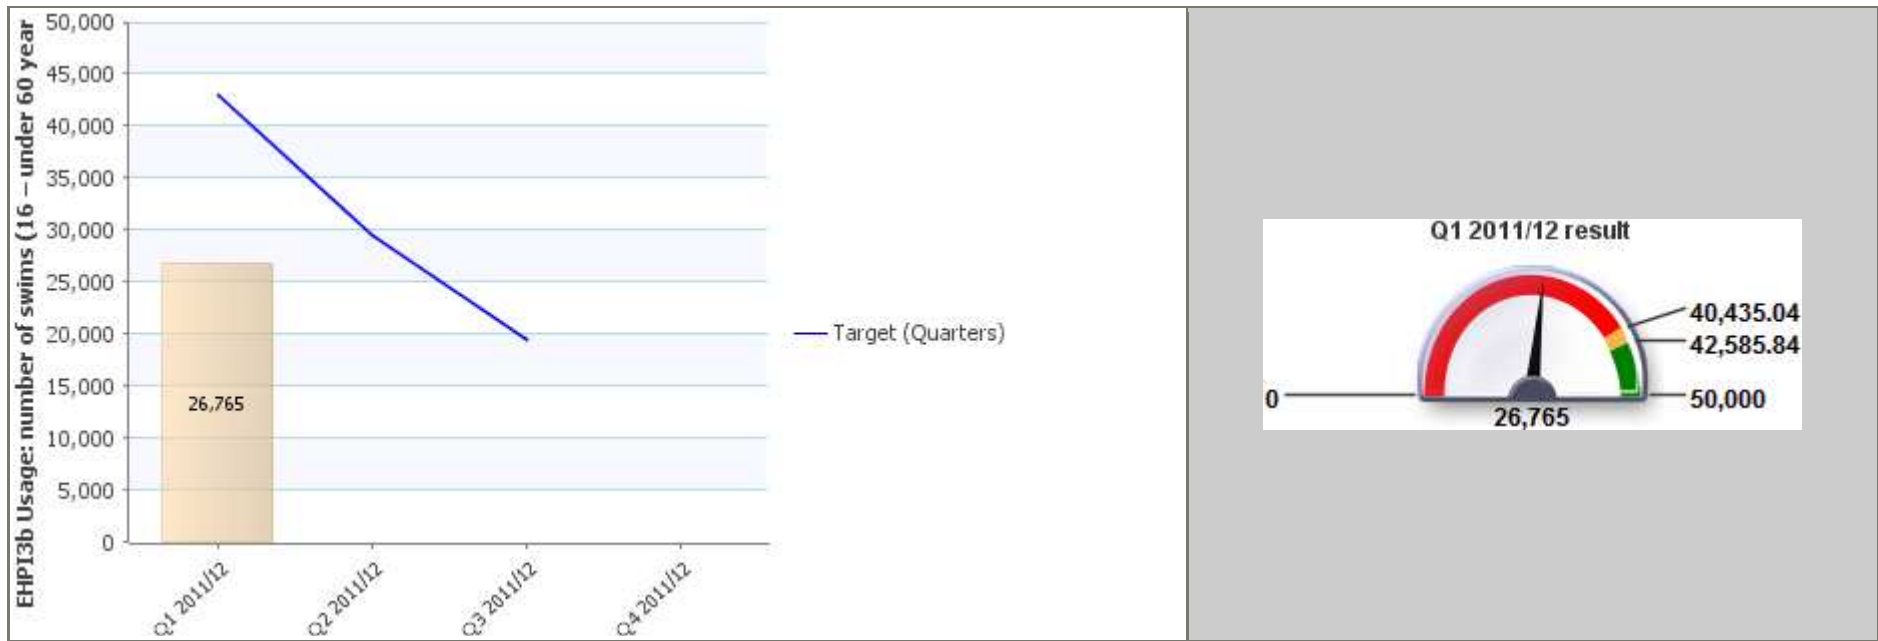 EHPI3b Usage: number of swims (16 – under 60 year
50,000
45,000
40,000
35,000
30,000
25,000
20,000
15,000
10,000
5,000
0
26,765
Q1 2011/12
Q2 2011/12
Q3 2011/12
Q4 2011/12
Target (Quarters)
Q1 2011/12 result
40,435.04
42,585.84
0
50,000
26,765